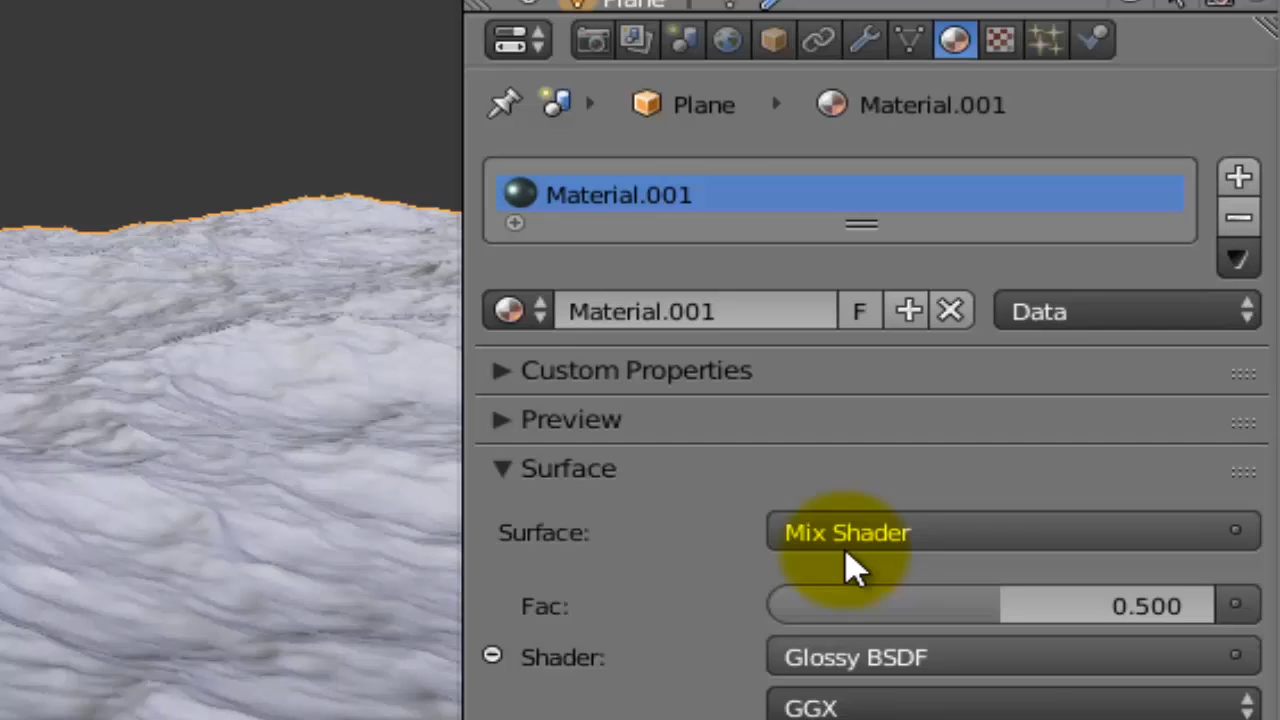 Plane
Plane Material.001
Material.001
Material.001 F Data
Custom Properties
Preview
Surface
Surface: Mix Shader
Fac: 0.500
Shader: Glossy BSDF
GGX